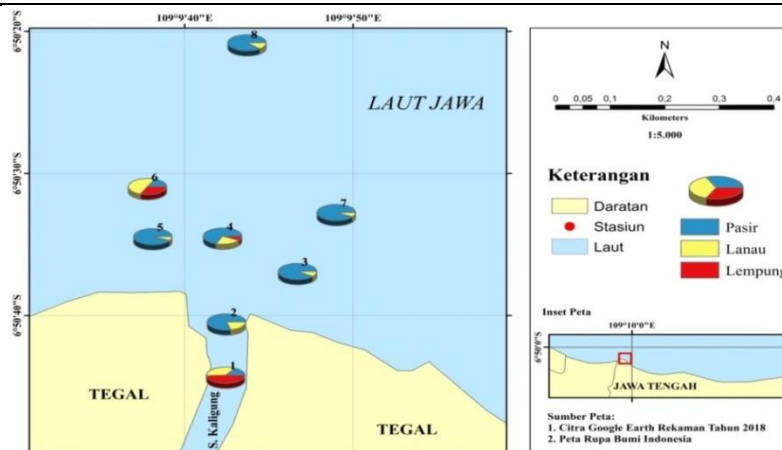 109°9'40"E 109°9'50"E
6°50'20"S
6°50'30"S
6°50'40"S
8
LAUT JAWA
6
7
5
4
3
2
1
TEGAL
S. Kaligung
TEGAL
N
0 0,05 0,1 0,2 0,3 0,4
Kilometers
1:5.000
Keterangan
Daratan
Stasiun
Laut
Pasir
Lanau
Lempung
Inset Peta
109°10'0"E
6°50'0"S
JAWA TENGAH
Sumber Peta:
1. Citra Google Earth Rekaman Tahun 2018
2. Peta Rupa Bumi Indonesia